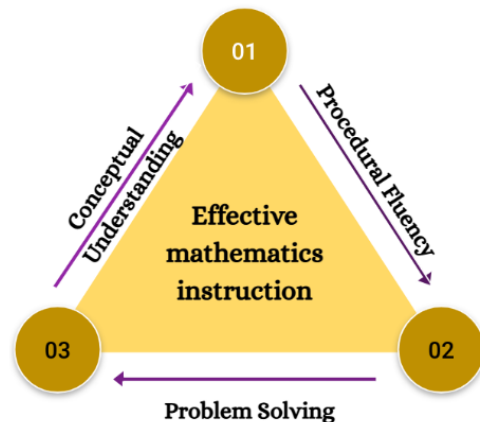 01
Conceptual
Understanding
Procedural Fluency
Effective
mathematics
instruction
03
02
Problem Solving